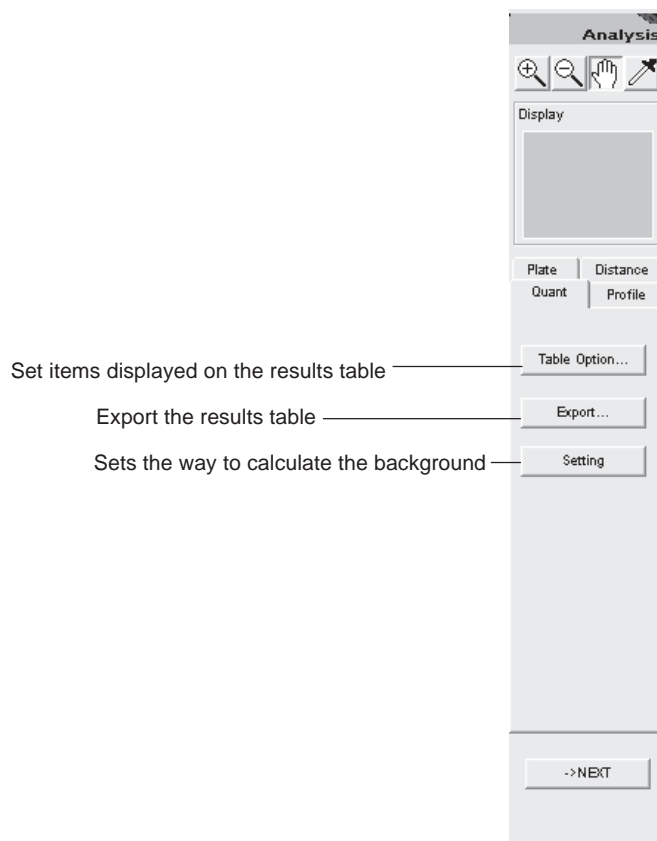 Analysis
Display
Plate Distance
Quant Profile
Set items displayed on the results table Table Option...
Export the results table Export...
Sets the way to calculate the background Setting
->NEXT